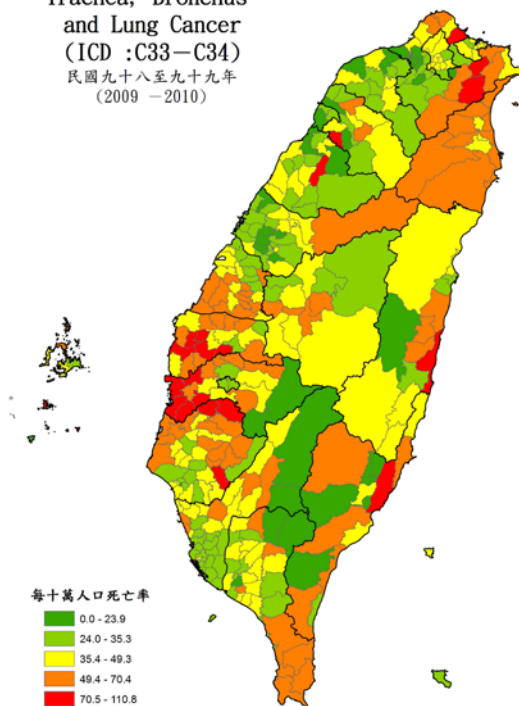 Trachea, Bronchus
and Lung Cancer
(ICD :C33－C34)
民國九十八至九十九年
(2009 －2010)
每十萬人口死亡率
0.0 - 23.9
24.0 - 35.3
35.4 - 49.3
49.4 - 70.4
70.5 - 110.8